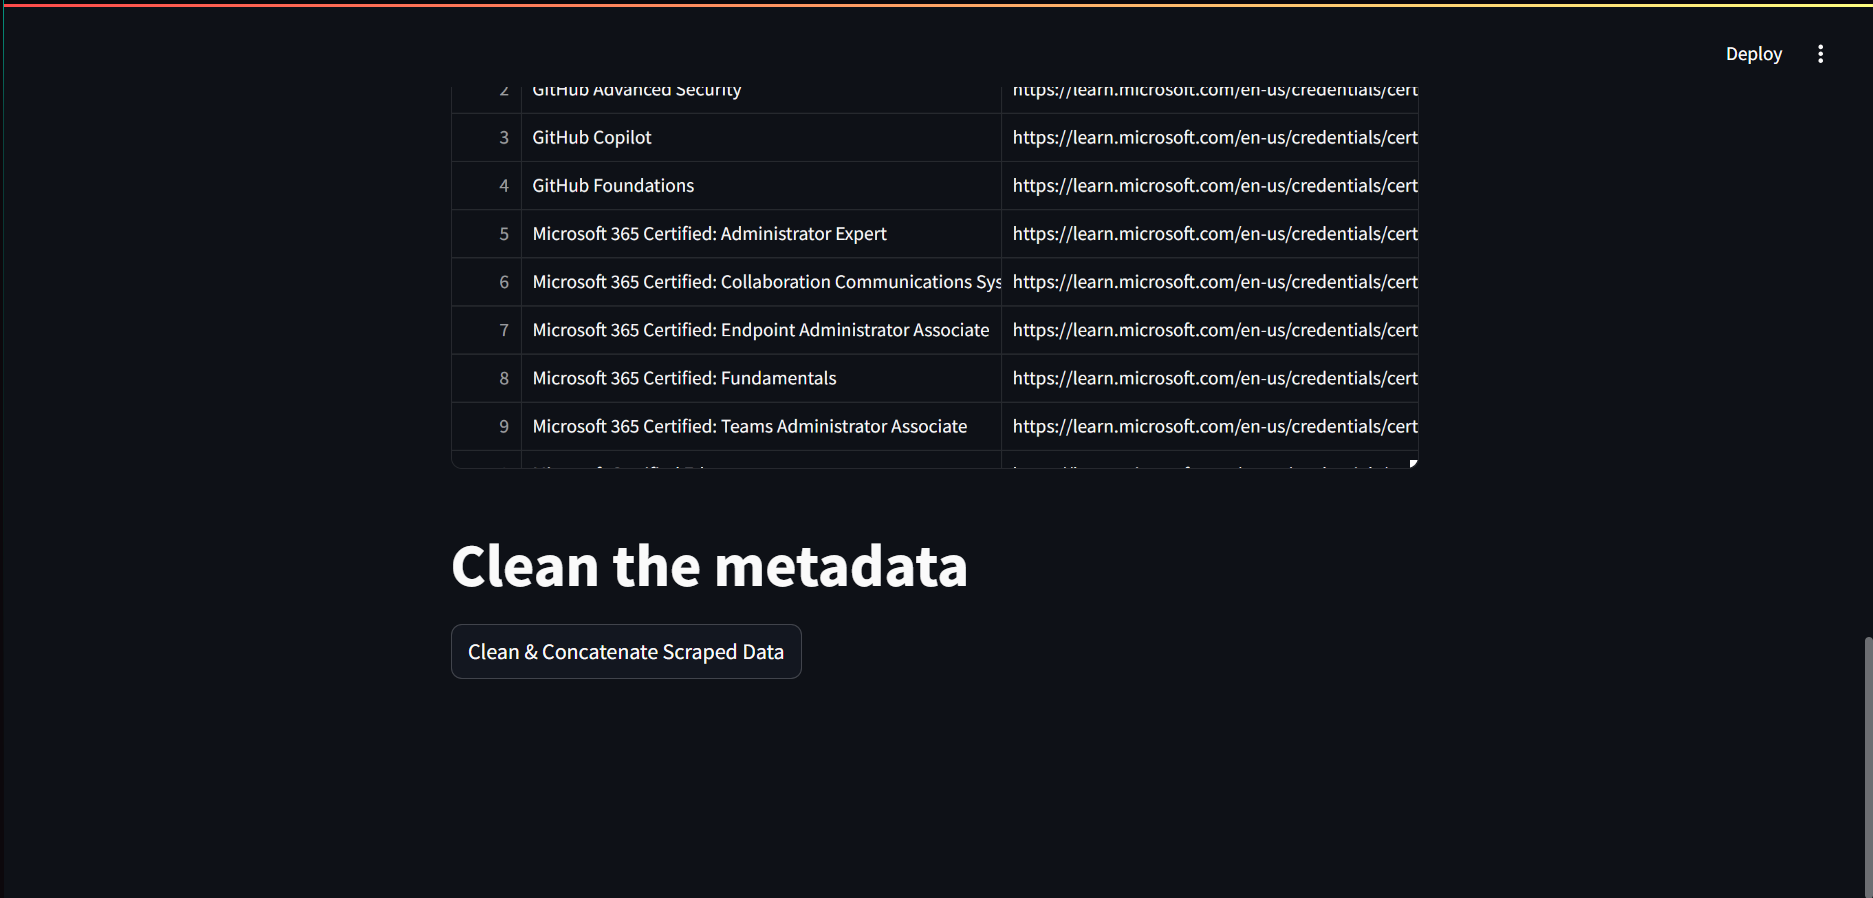 Deploy
2 GitHub Advanced Security https://learn.microsoft.com/en-us/credentials/cert
3 GitHub Copilot https://learn.microsoft.com/en-us/credentials/cert
4 GitHub Foundations https://learn.microsoft.com/en-us/credentials/cert
5 Microsoft 365 Certified: Administrator Expert https://learn.microsoft.com/en-us/credentials/cert
6 Microsoft 365 Certified: Collaboration Communications Sys https://learn.microsoft.com/en-us/credentials/cert
7 Microsoft 365 Certified: Endpoint Administrator Associate https://learn.microsoft.com/en-us/credentials/cert
8 Microsoft 365 Certified: Fundamentals https://learn.microsoft.com/en-us/credentials/cert
9 Microsoft 365 Certified: Teams Administrator Associate https://learn.microsoft.com/en-us/credentials/cert
Clean the metadata
Clean & Concatenate Scraped Data